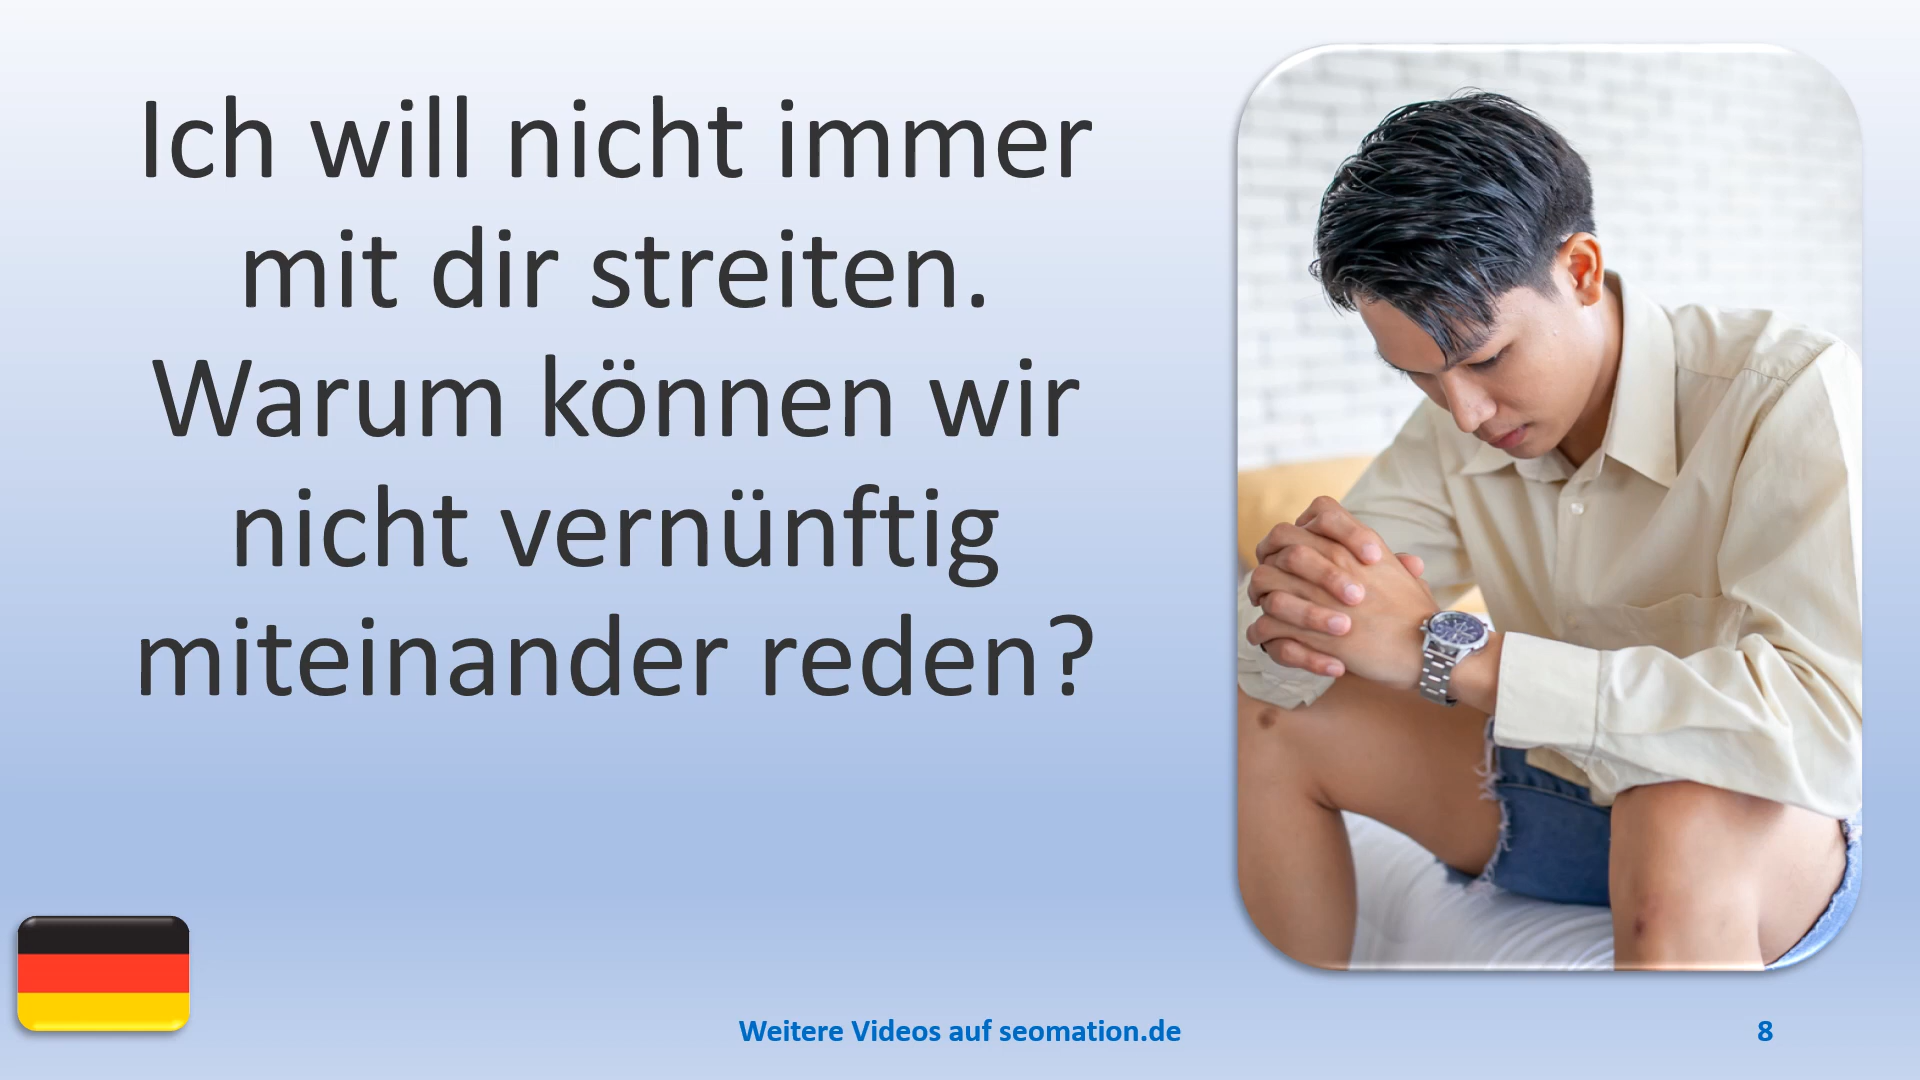 Ich will nicht immer
mit dir streiten.
Warum können wir
nicht vernünftig
miteinander reden?
Weitere Videos auf seomation.de
8